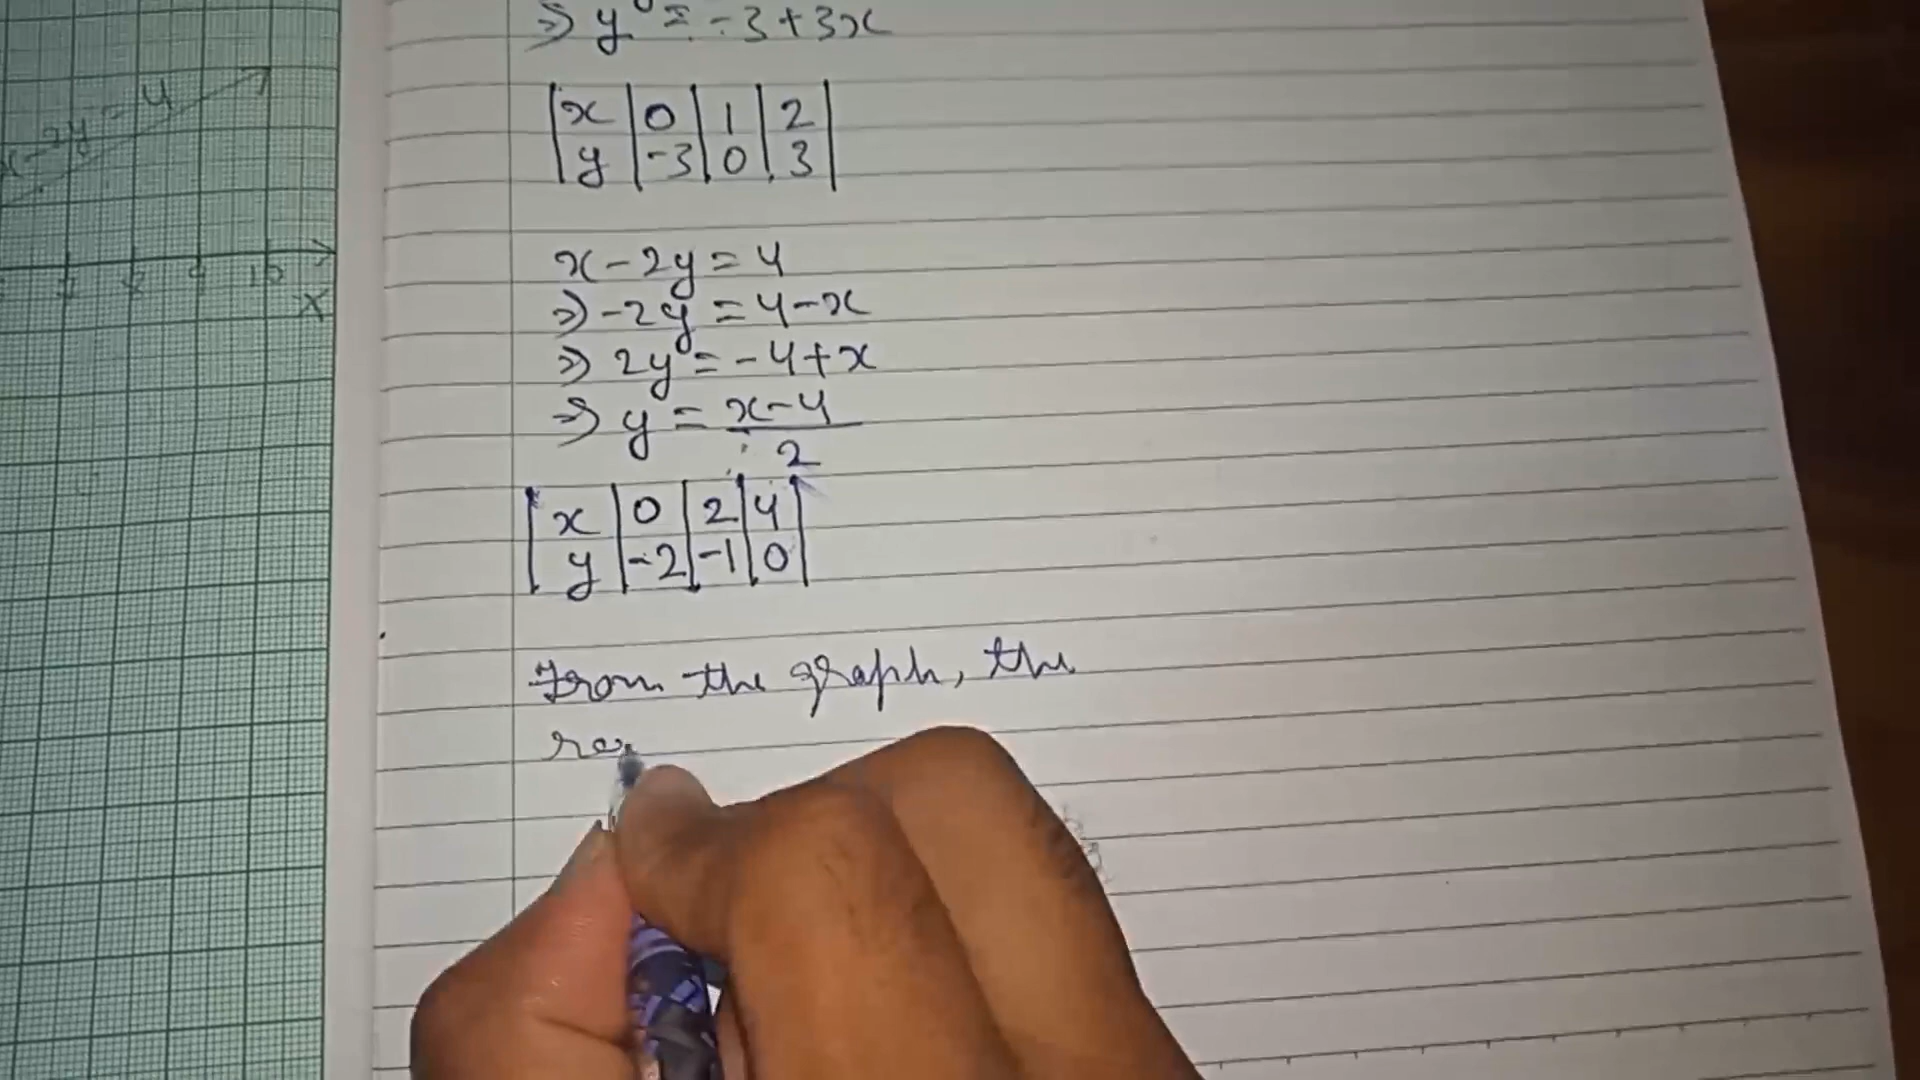 ⇒ y = -3+3x
x 0 1 2
y -3 0 3
x-2y=4
⇒ -2y = 4-x
⇒ 2y = -4+x
⇒ y = x-4
2
x 0 2 4
y -2 -1 0
From the graph, the
x-2y=4
10
X